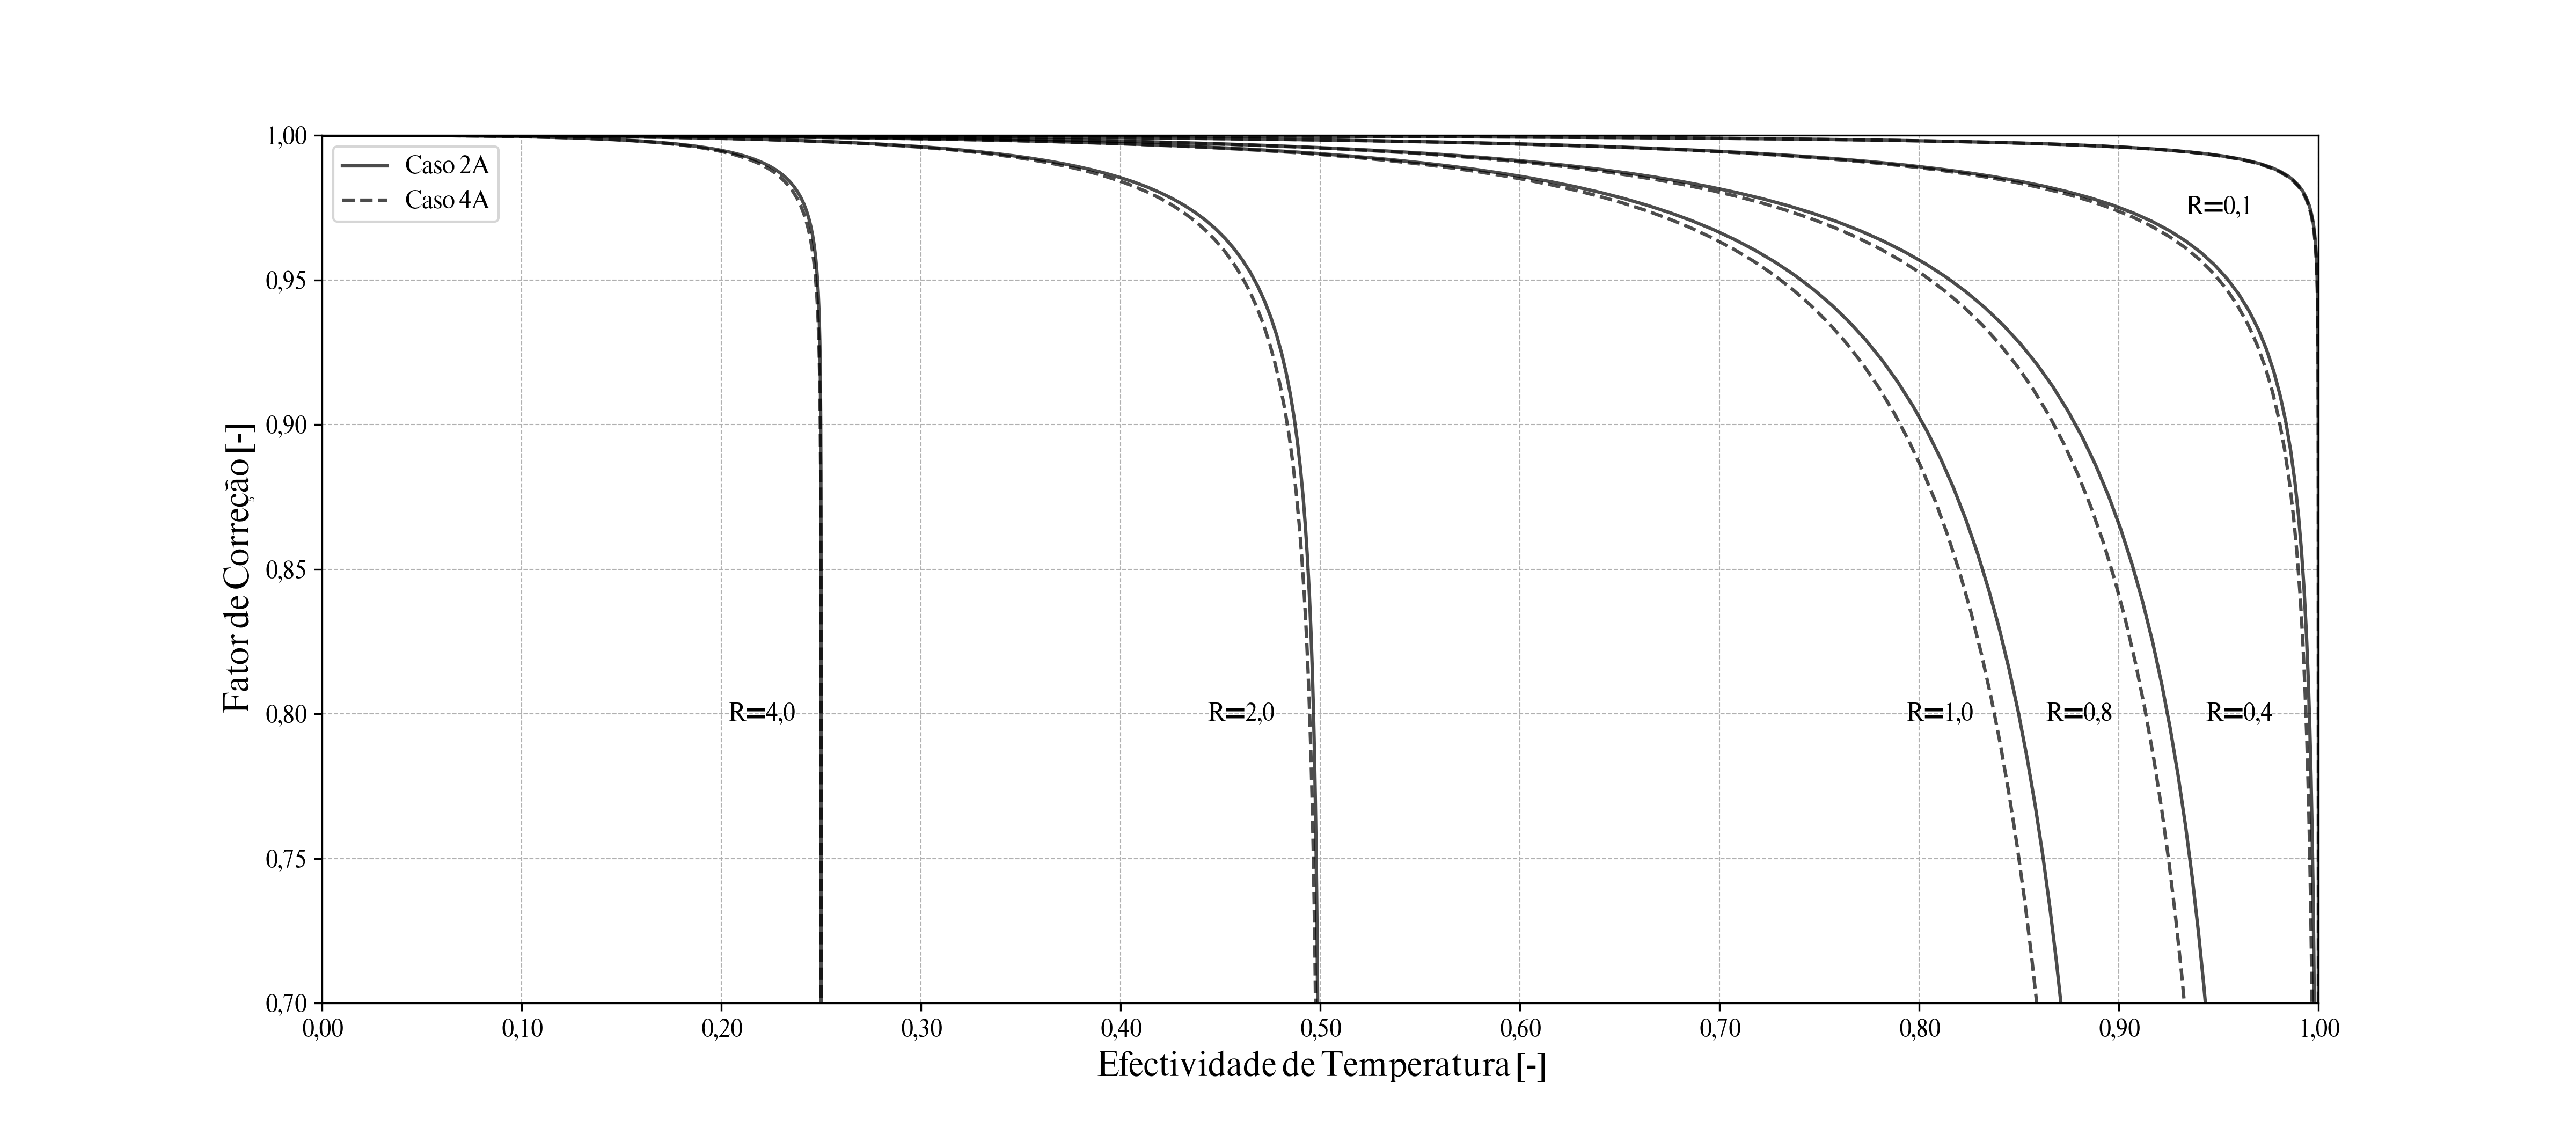 1,00
Caso 2A
Caso 4A
R=0,1
0,95
0,90
0,85
0,80
R=4,0
R=2,0
R=1,0
R=0,8
R=0,4
0,75
0,70
Fator de Correção [-]
0,00 0,10 0,20 0,30 0,40 0,50 0,60 0,70 0,80 0,90 1,00
Efectividade de Temperatura [-]